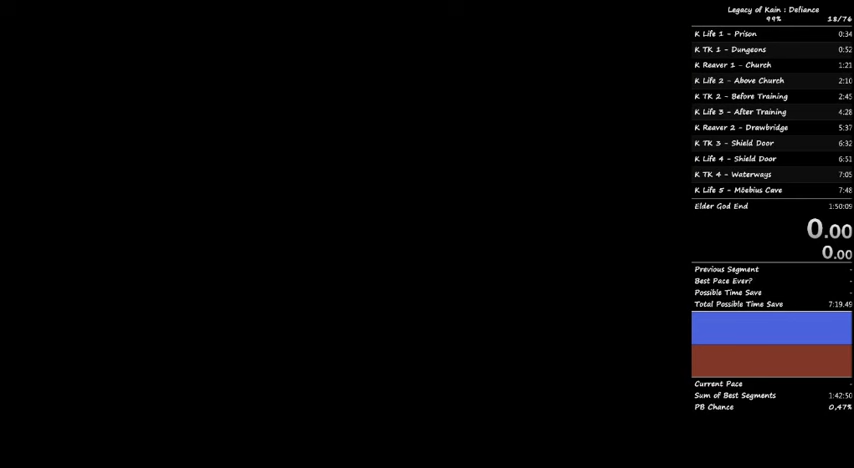 Legacy of Kain : Defiance
99% 18/76
K Life 1 - Prison 0:34
K TK 1 - Dungeons 0:52
K Reaver 1 - Church 1:21
K Life 2 - Above Church 2:10
K TK 2 - Before Training 2:45
K Life 3 - After Training 4:28
K Reaver 2 - Drawbridge 5:37
K TK 3 - Shield Door 6:32
K Life 4 - Shield Door 6:51
K TK 4 - Waterways 7:05
K Life 5 - Möebius Cave 7:48
Elder God End 1:50:09
0.00
0.00
Previous Segment -
Best Pace Ever? -
Possible Time Save -
Total Possible Time Save 7:19.49
Current Pace -
Sum of Best Segments 1:42:50
PB Chance 0.47%